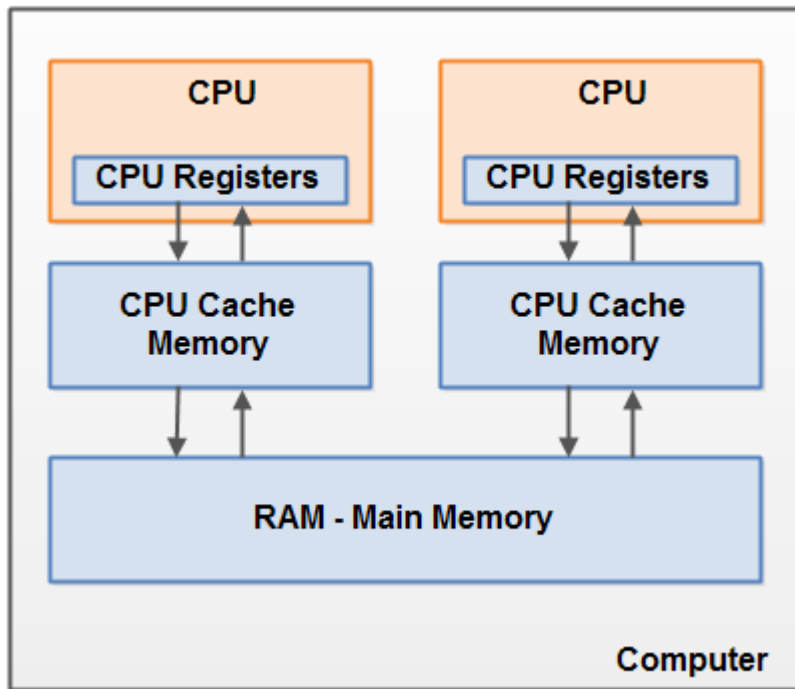 CPU
CPU Registers
CPU Cache
Memory
CPU
CPU Registers
CPU Cache
Memory
RAM - Main Memory
Computer